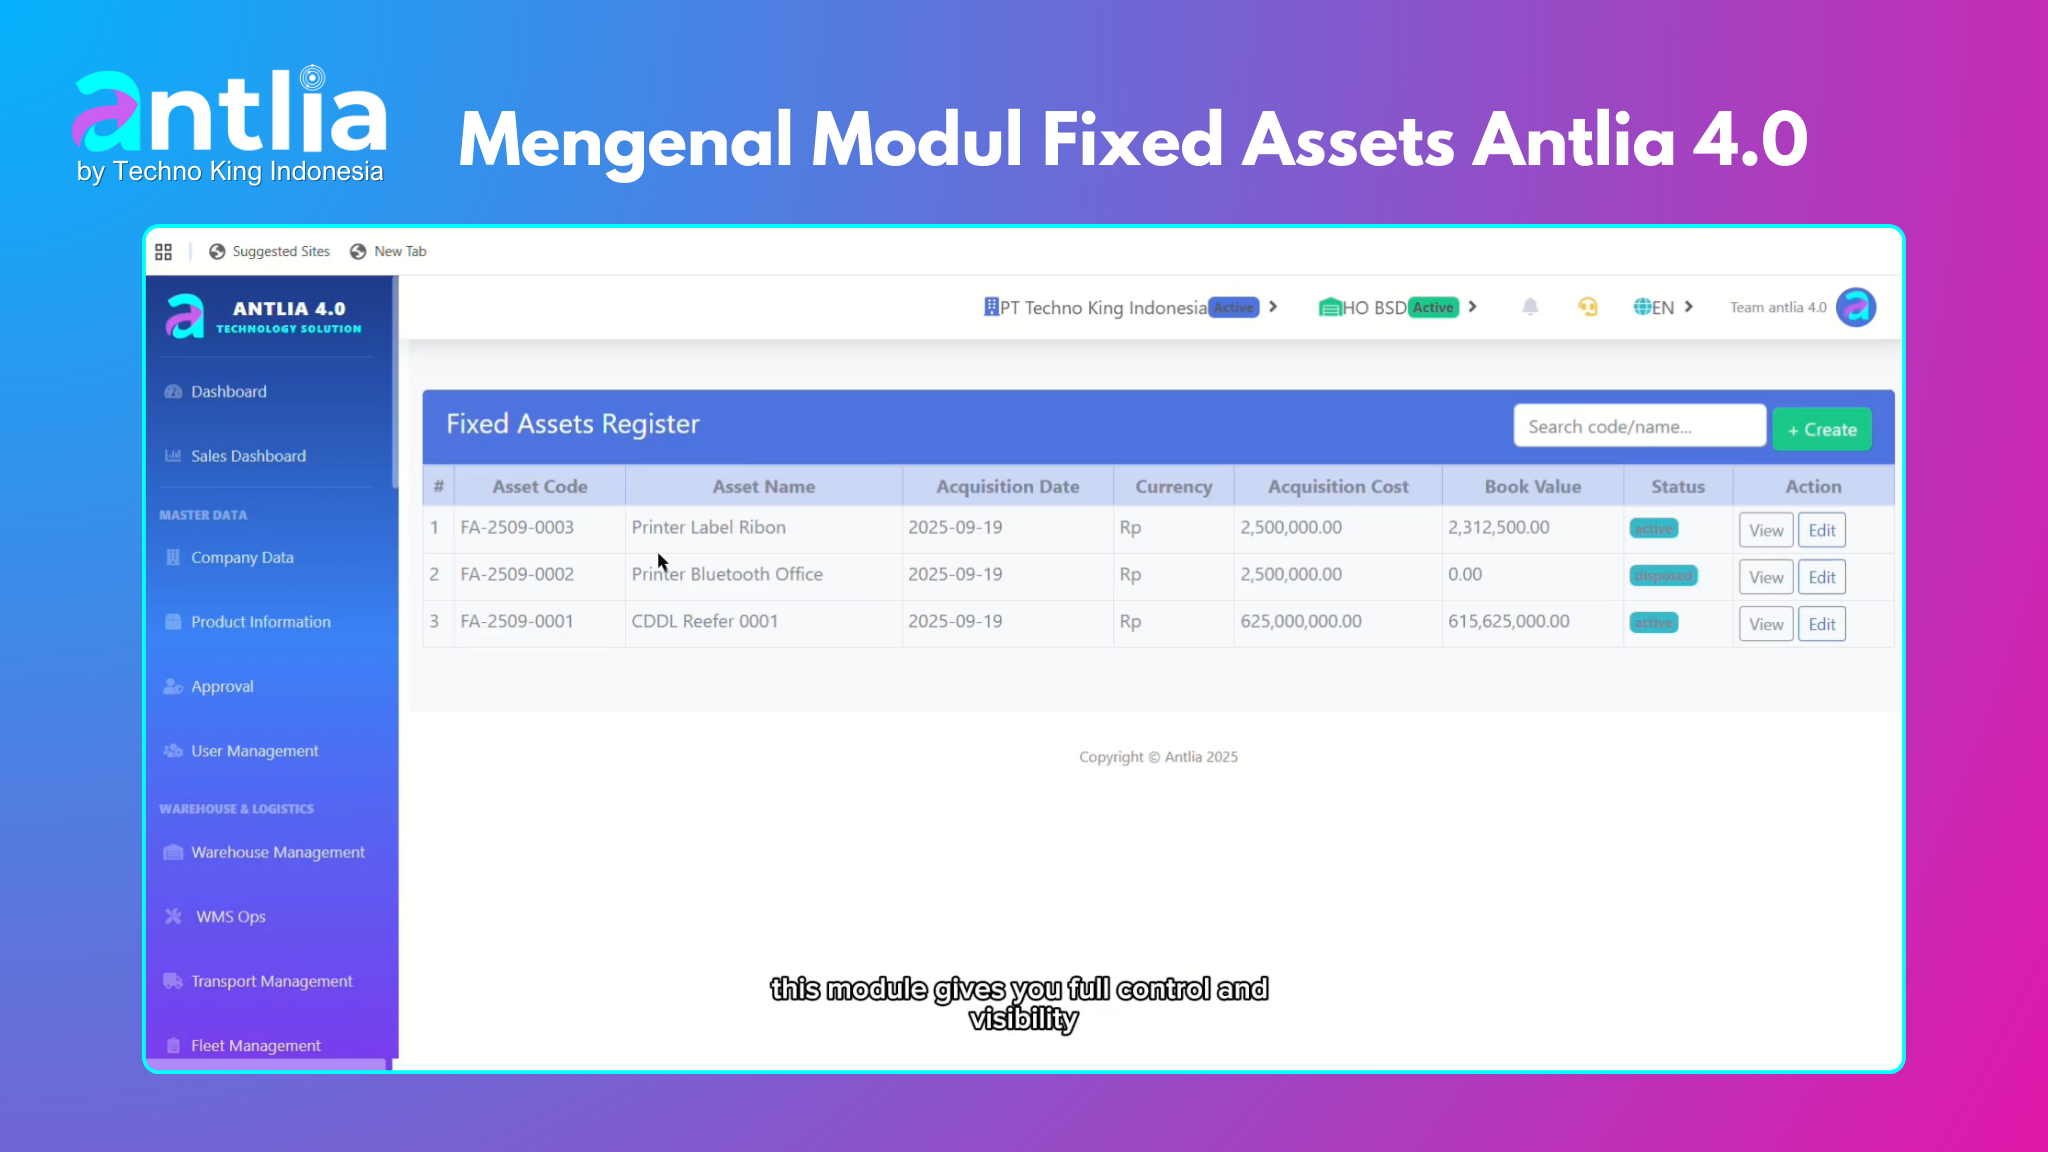 antlia
by Techno King Indonesia
Mengenal Modul Fixed Assets Antlia 4.0
Suggested Sites New Tab
ANTLIA 4.0
TECHNOLOGY SOLUTION
PT Techno King Indonesia Active HO BSD Active EN Team antlia 4.0
Dashboard
Sales Dashboard
MASTER DATA
Company Data
Product Information
Approval
User Management
WAREHOUSE & LOGISTICS
Warehouse Management
WMS Ops
Transport Management
Fleet Management
Fixed Assets Register Search code/name... + Create
# Asset Code Asset Name Acquisition Date Currency Acquisition Cost Book Value Status Action
1 FA-2509-0003 Printer Label Ribon 2025-09-19 Rp 2,500,000.00 2,312,500.00 active View Edit
2 FA-2509-0002 Printer Bluetooth Office 2025-09-19 Rp 2,500,000.00 0.00 disposed View Edit
3 FA-2509-0001 CDDL Reefer 0001 2025-09-19 Rp 625,000,000.00 615,625,000.00 active View Edit
Copyright © Antlia 2025
this module gives you full control and
visibility